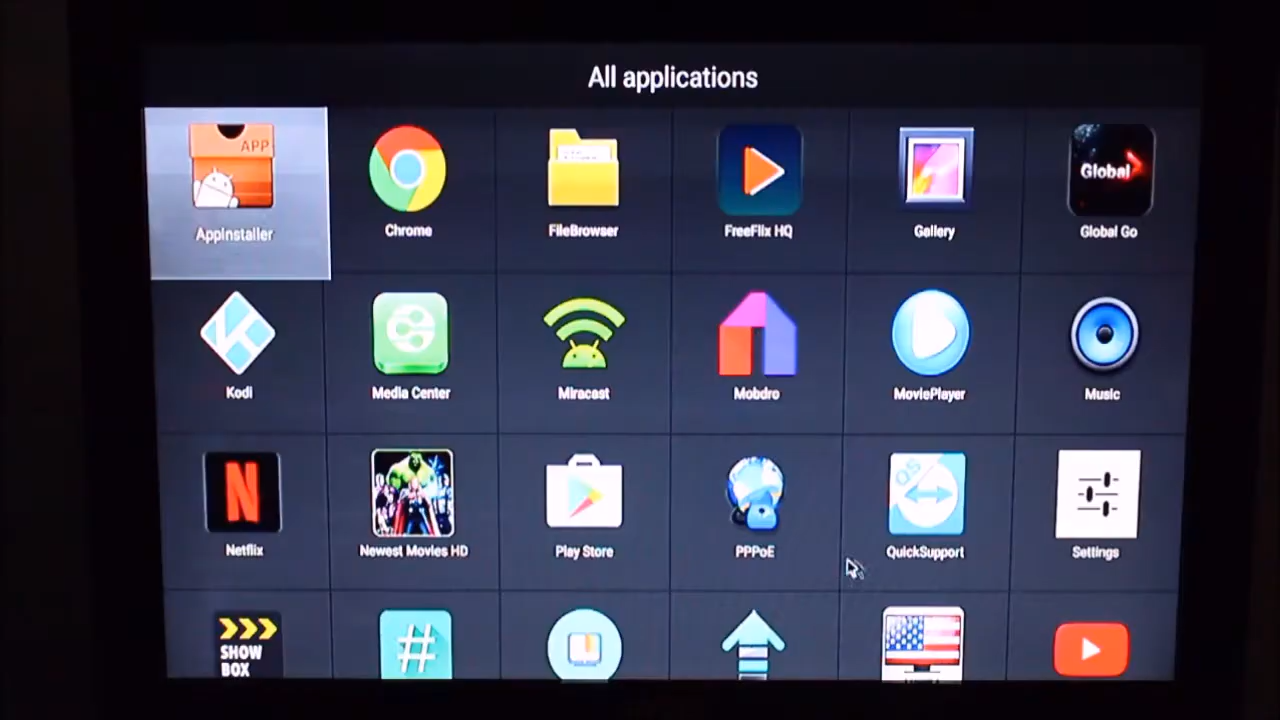 All applications
APP
AppInstaller
Chrome
FileBrowser
FreeFlix HQ
Gallery
Global
Global Go
Kodi
Media Center
Miracast
Mobdro
MoviePlayer
Music
N
Netflix
Newest Movies HD
Play Store
PPPoE
QS
QuickSupport
Settings
SHOW
BOX
#